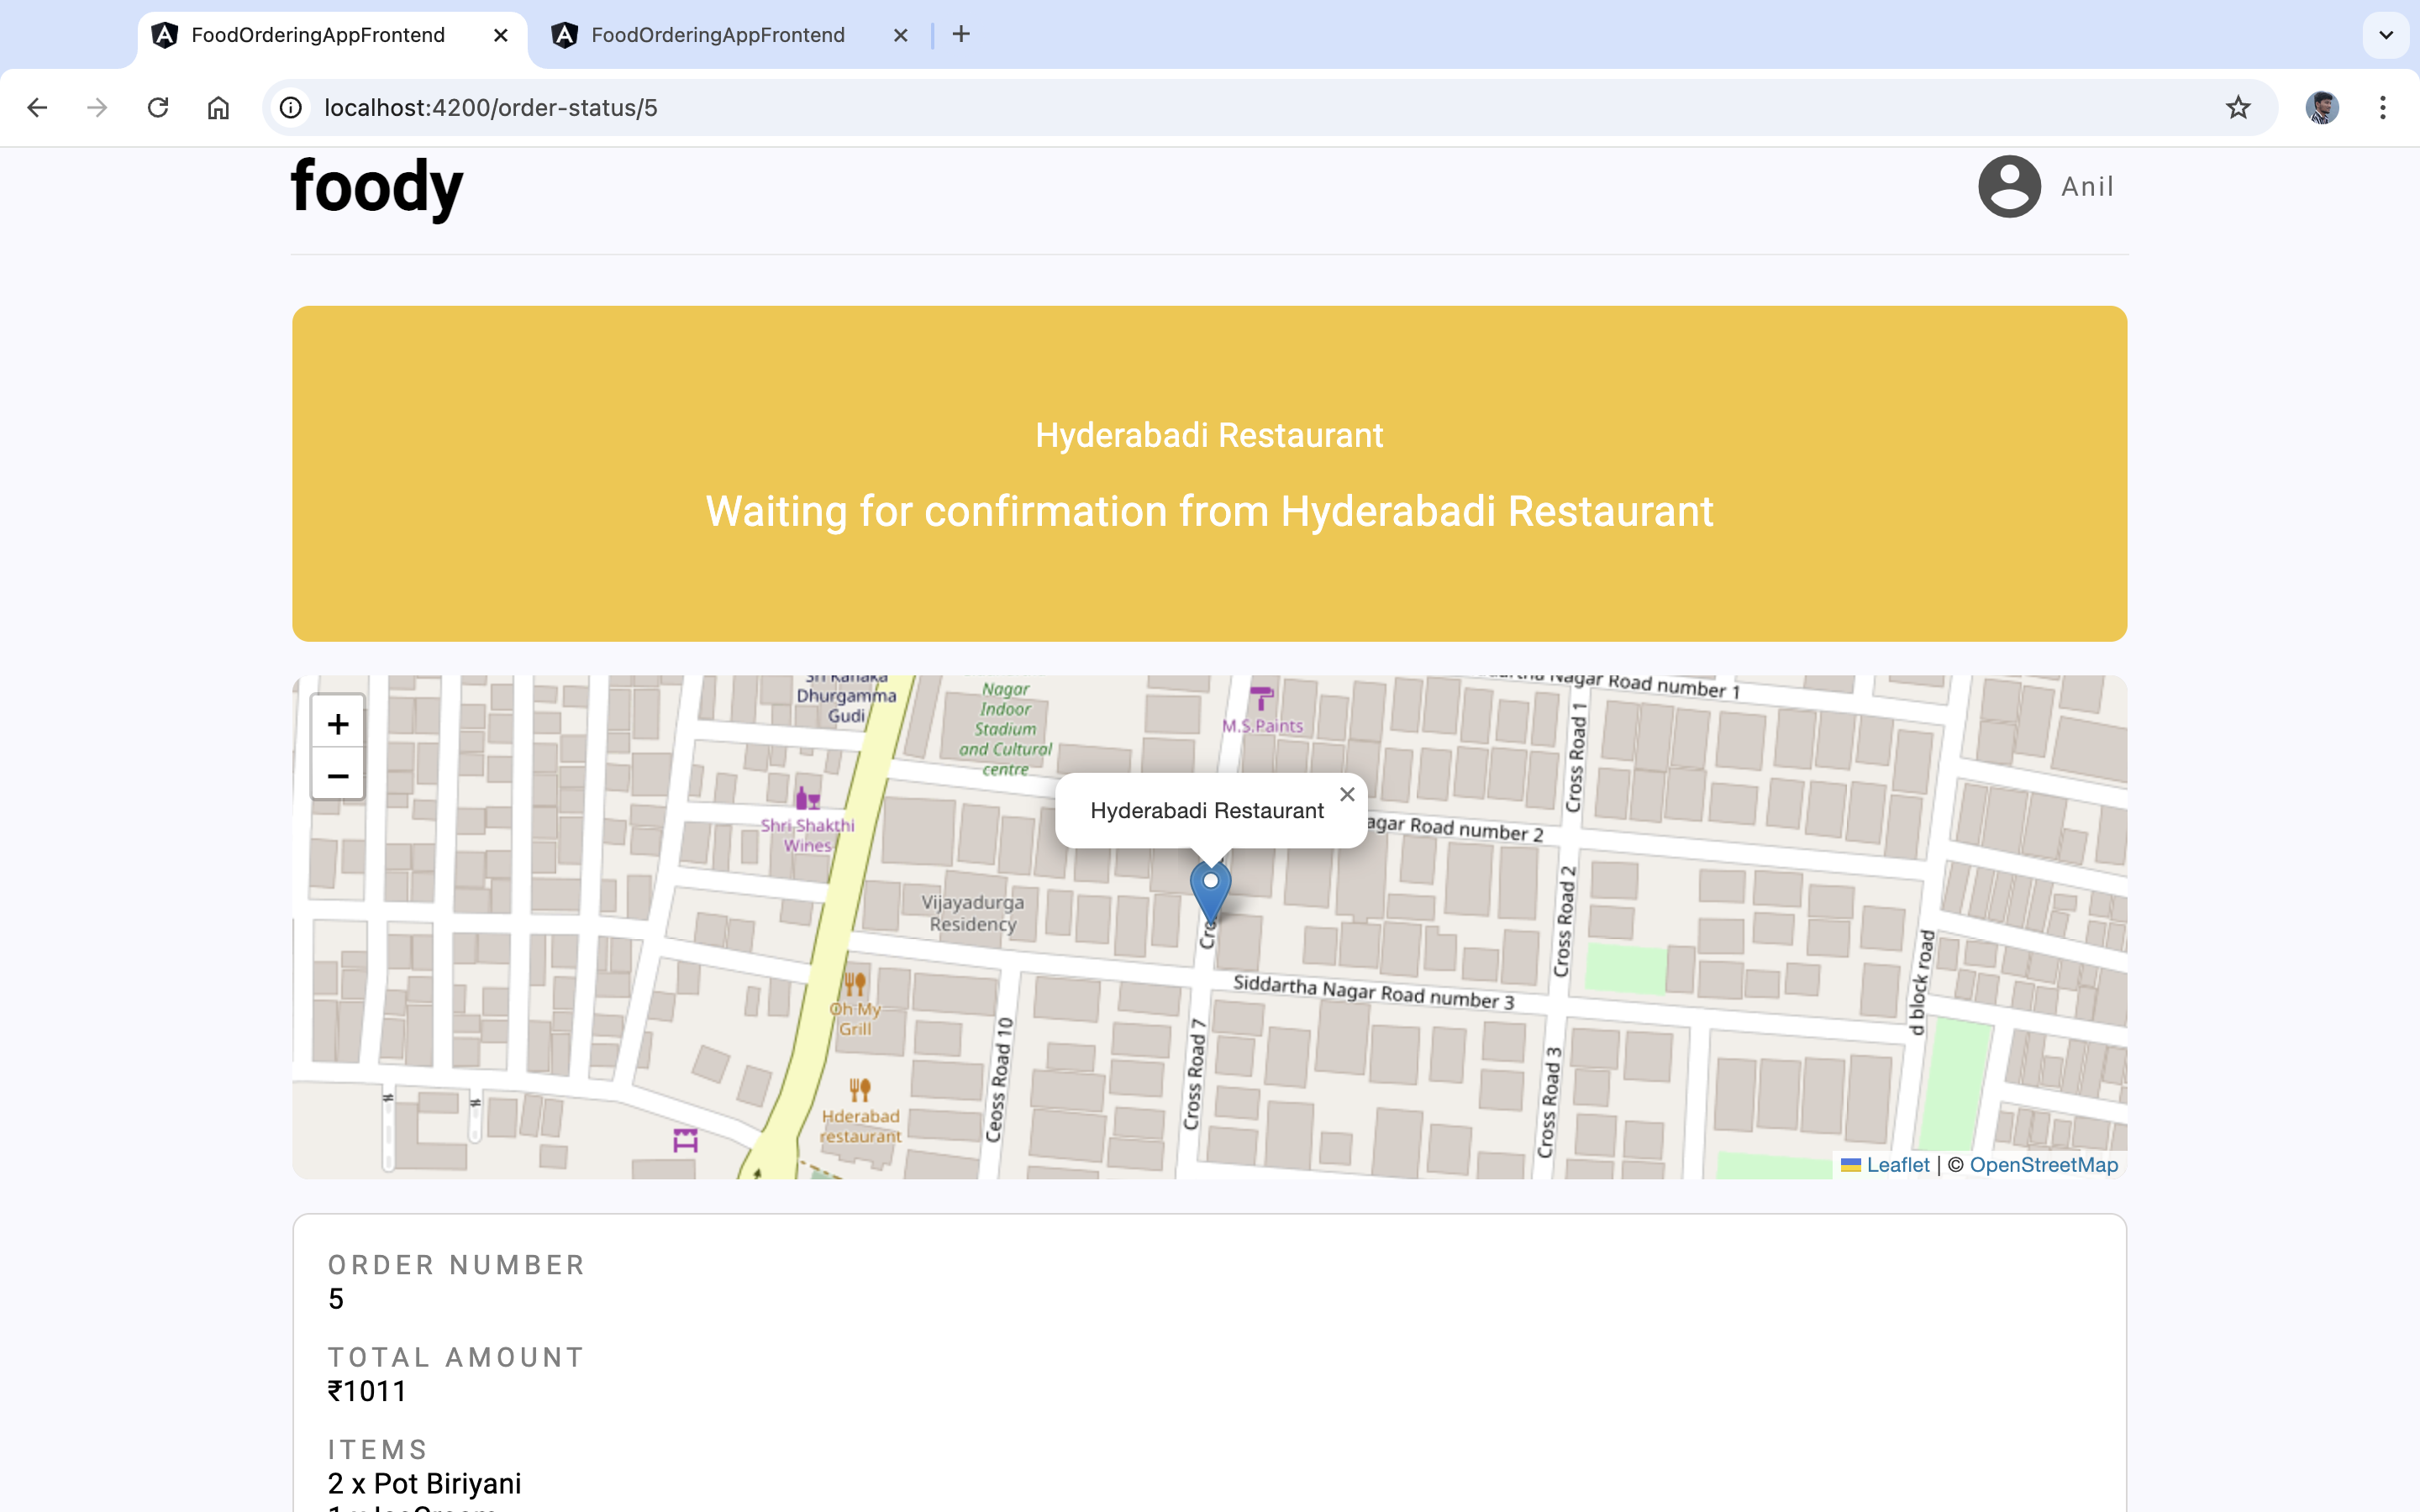 FoodOrderingAppFrontend
FoodOrderingAppFrontend
localhost:4200/order-status/5
foody
Anil
Hyderabadi Restaurant
Waiting for confirmation from Hyderabadi Restaurant
+
−
Sri Kanaka
Dhurgamma
Gudi
Nagar
Indoor
Stadium
and Cultural
centre
M.S.Paints
Nagar Road number 1
Cross Road 1
Shri Shakthi
Wines
Hyderabadi Restaurant
agar Road number 2
Vijayadurga
Residency
Cross Road 2
d block road
Siddartha Nagar Road number 3
Oh My
Grill
Ceoss Road 10
Cross Road 7
Cross Road 3
Hderabad
restaurant
Leaflet | © OpenStreetMap
ORDER NUMBER
5
TOTAL AMOUNT
₹1011
ITEMS
2 x Pot Biriyani